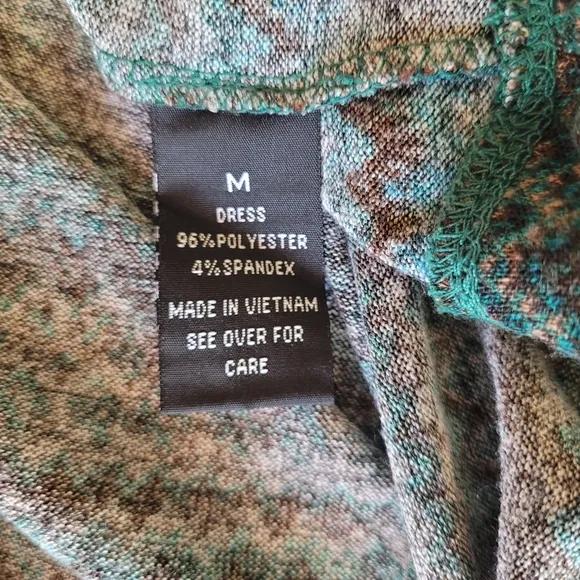 M
DRESS
96%POLYESTER
4%SPANDEX
MADE IN VIETNAM
SEE OVER FOR
CARE